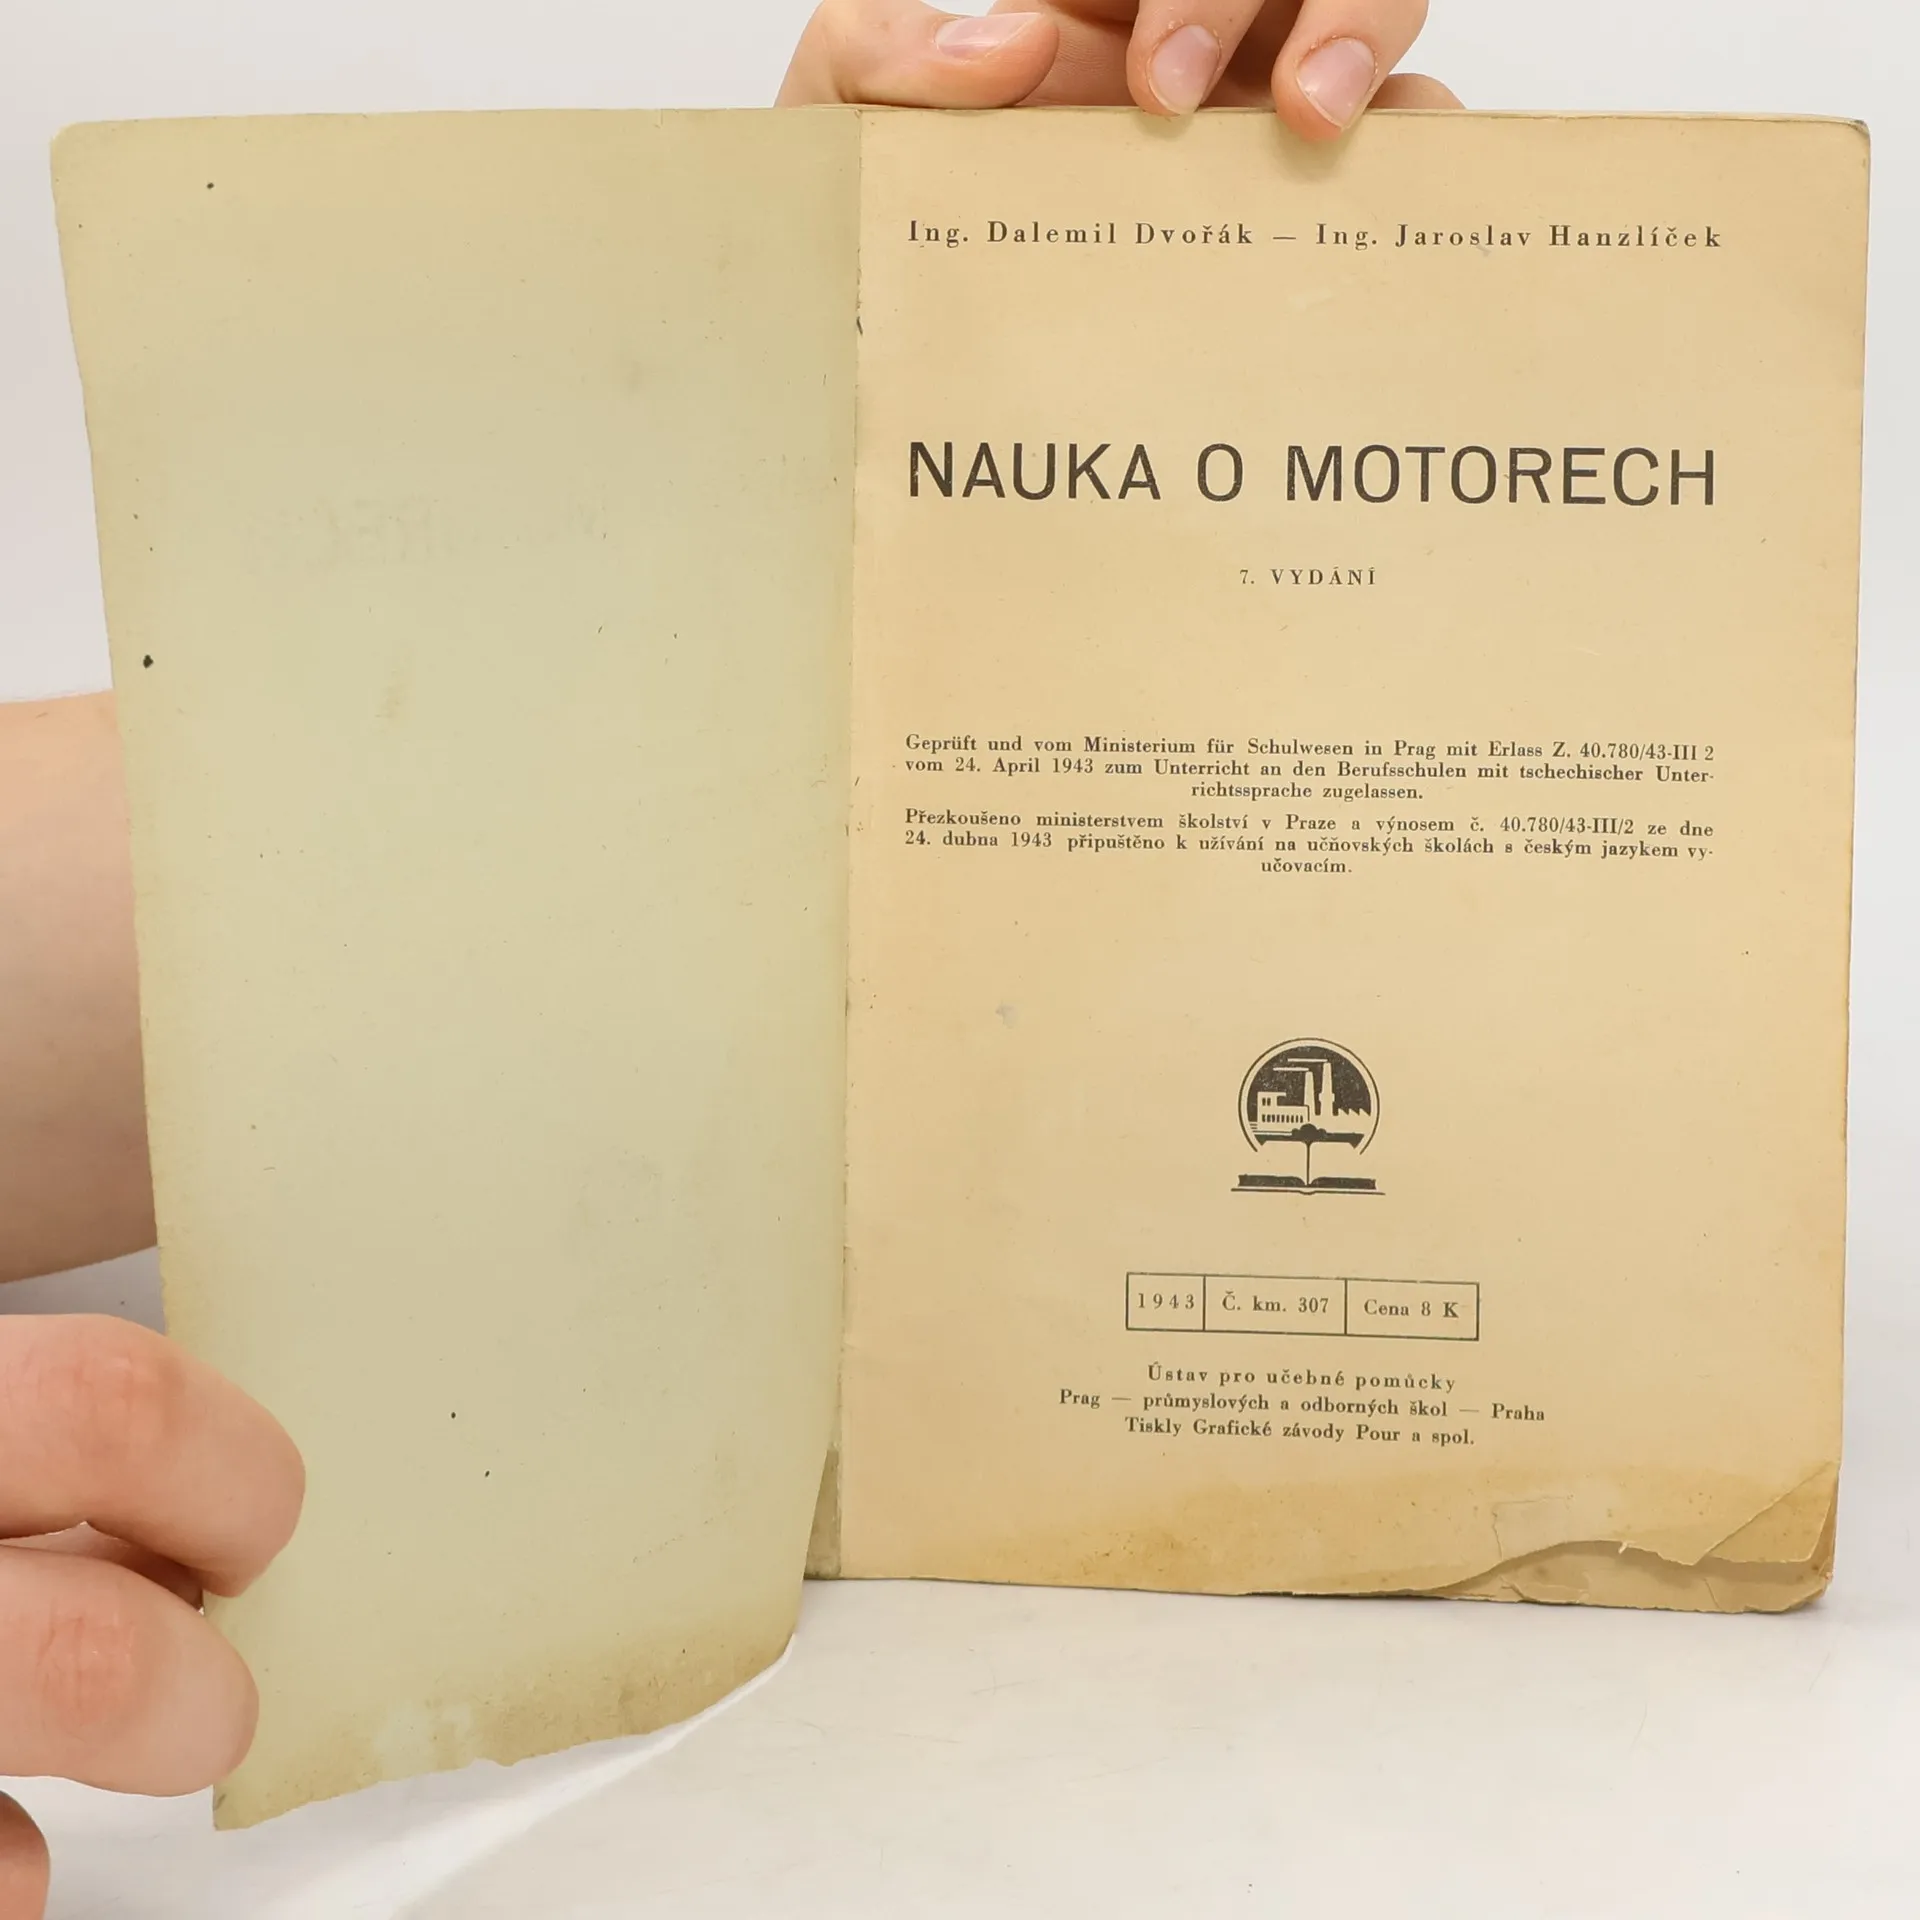 Ing. Dalemil Dvořák — Ing. Jaroslav Hanzlíček
NAUKA O MOTORECH
7. VYDÁNÍ
Geprüft und vom Ministerium für Schulwesen in Prag mit Erlass Z. 40.780/43-III 2
vom 24. April 1943 zum Unterricht an den Berufsschulen mit tschechischer Unter-
richtssprache zugelassen.
Přezkoušeno ministerstvem školství v Praze a výnosem č. 40.780/43-III/2 ze dne
24. dubna 1943 připuštěno k užívání na učňovských školách s českým jazykem vy-
učovacím.
1943 Č. km. 307 Cena 8 K
Ústav pro učebné pomůcky
Prag — průmyslových a odborných škol — Praha
Tiskly Grafické závody Pour a spol.